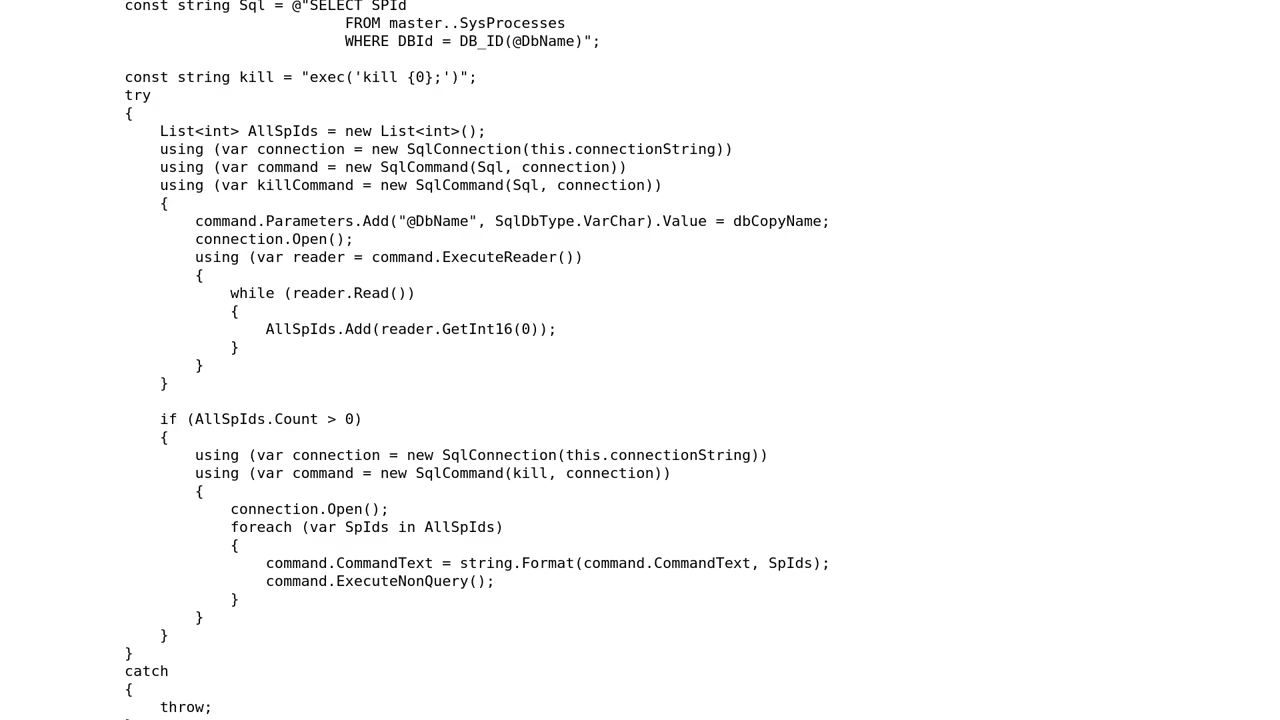 const string Sql = @"SELECT SPId
FROM master..SysProcesses
WHERE DBId = DB_ID(@DbName)";
const string kill = "exec('kill {0};')";
try
{
List<int> AllSpIds = new List<int>();
using (var connection = new SqlConnection(this.connectionString))
using (var command = new SqlCommand(Sql, connection))
using (var killCommand = new SqlCommand(Sql, connection))
{
command.Parameters.Add("@DbName", SqlDbType.VarChar).Value = dbCopyName;
connection.Open();
using (var reader = command.ExecuteReader())
{
while (reader.Read())
{
AllSpIds.Add(reader.GetInt16(0));
}
}
}
if (AllSpIds.Count > 0)
{
using (var connection = new SqlConnection(this.connectionString))
using (var command = new SqlCommand(kill, connection))
{
connection.Open();
foreach (var SpIds in AllSpIds)
{
command.CommandText = string.Format(command.CommandText, SpIds);
command.ExecuteNonQuery();
}
}
}
}
catch
{
throw;
}